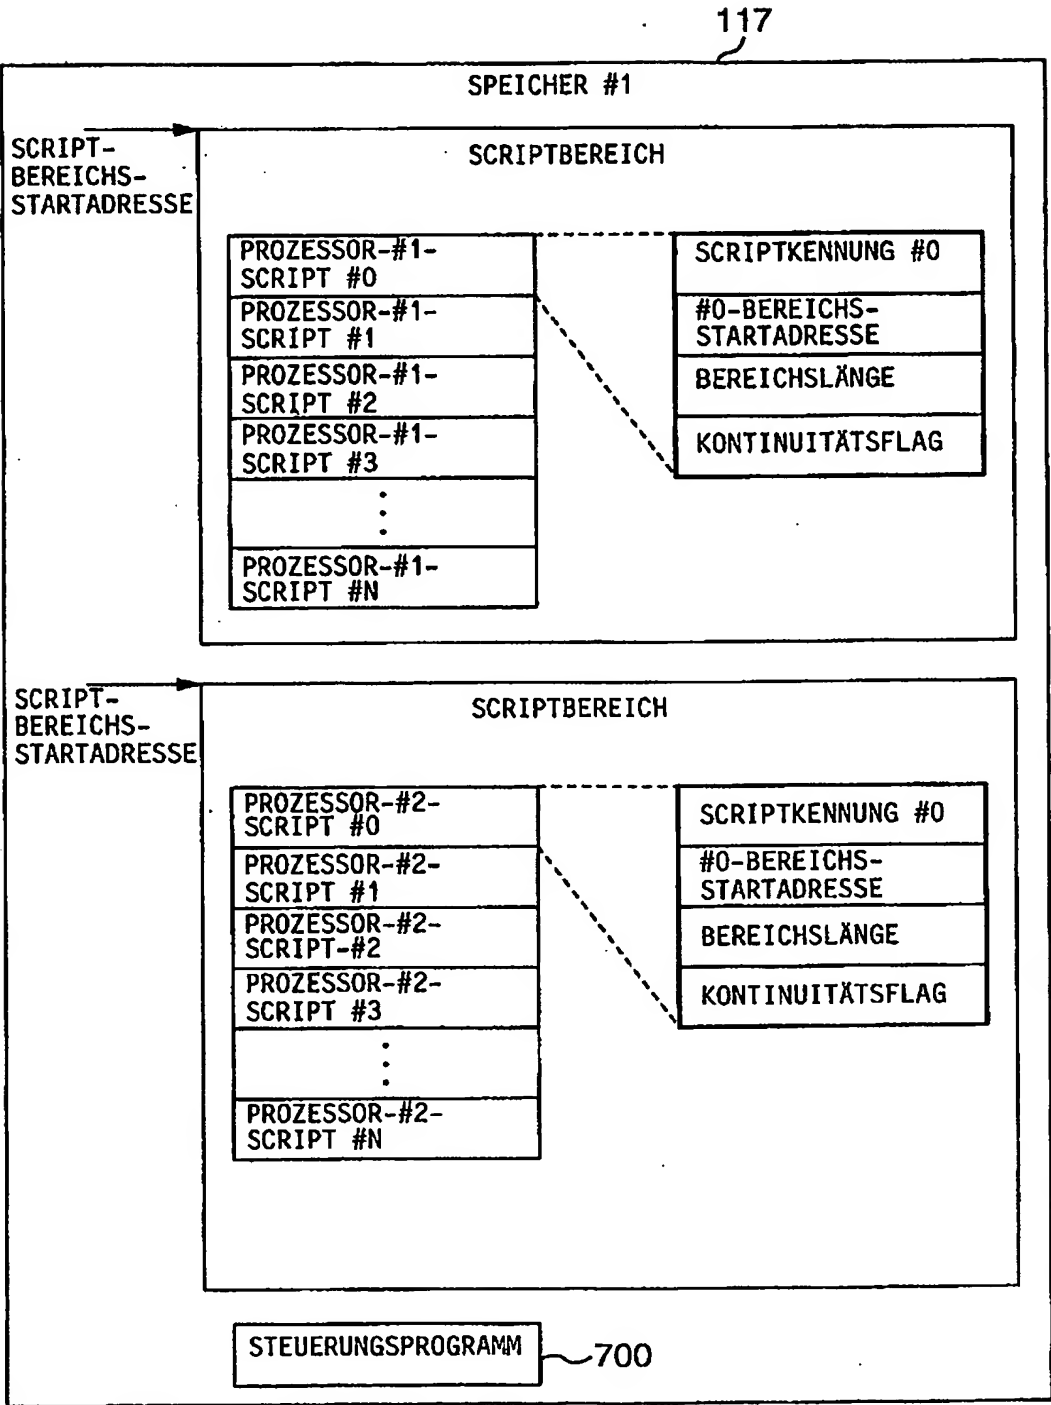 117
SPEICHER #1
SCRIPT-
BEREICHS-
STARTADRESSE
SCRIPTBEREICH
PROZESSOR-#1-
SCRIPT #0
PROZESSOR-#1-
SCRIPT #1
PROZESSOR-#1-
SCRIPT #2
PROZESSOR-#1-
SCRIPT #3
PROZESSOR-#1-
SCRIPT #N
SCRIPTKENNUNG #0
#0-BEREICHS-
STARTADRESSE
BEREICHSLÄNGE
KONTINUITÄTSFLAG
SCRIPT-
BEREICHS-
STARTADRESSE
SCRIPTBEREICH
PROZESSOR-#2-
SCRIPT #0
PROZESSOR-#2-
SCRIPT #1
PROZESSOR-#2-
SCRIPT-#2
PROZESSOR-#2-
SCRIPT #3
PROZESSOR-#2-
SCRIPT #N
SCRIPTKENNUNG #0
#0-BEREICHS-
STARTADRESSE
BEREICHSLÄNGE
KONTINUITÄTSFLAG
STEUERUNGSPROGRAMM
700